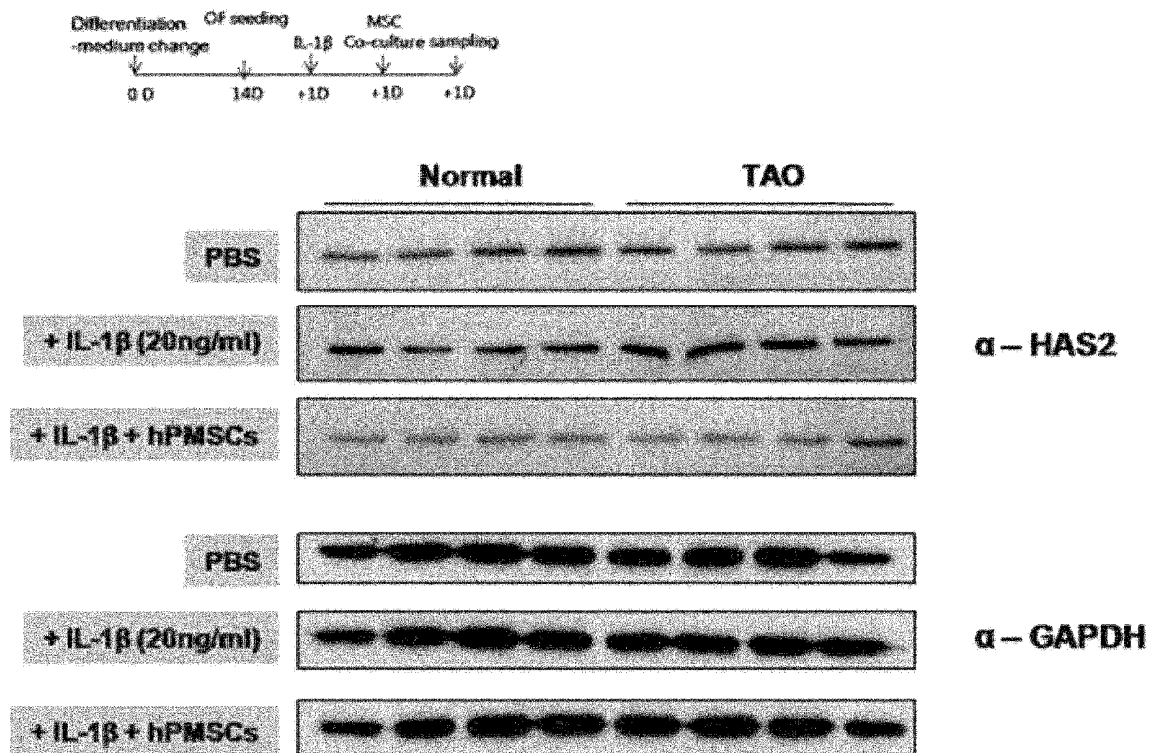 Differentiation
-medium change
OF seeding
IL-1β
MSC
Co-culture sampling
0 D 14D +1D +1D +1D
Normal TAO
PBS
+ IL-1β (20ng/ml)
+ IL-1β + hPMSCs
α – HAS2
PBS
+ IL-1β (20ng/ml)
+ IL-1β + hPMSCs
α – GAPDH